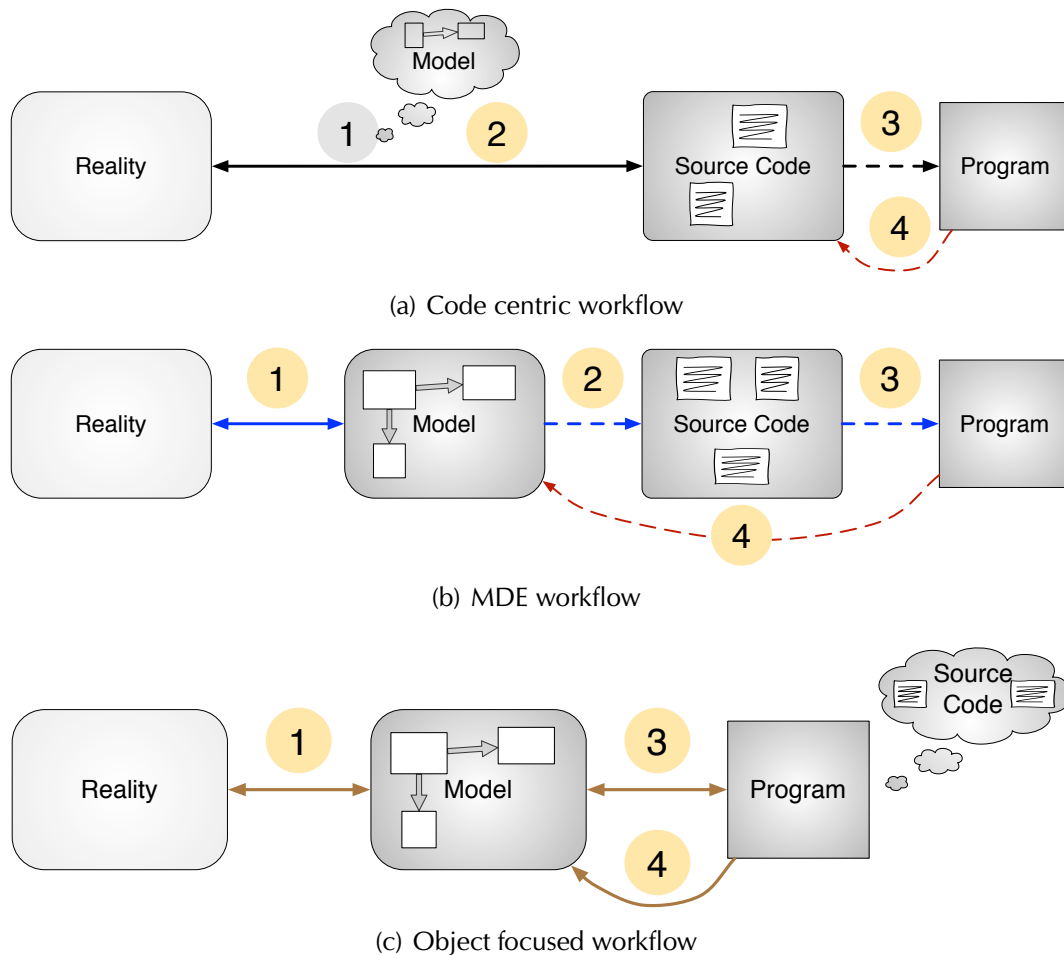 Model
1
2
3
Reality
Source Code
Program
4
(a) Code centric workflow
1
2
3
Reality
Model
Source Code
Program
4
(b) MDE workflow
Source
Code
1
3
Reality
Model
Program
4
(c) Object focused workflow